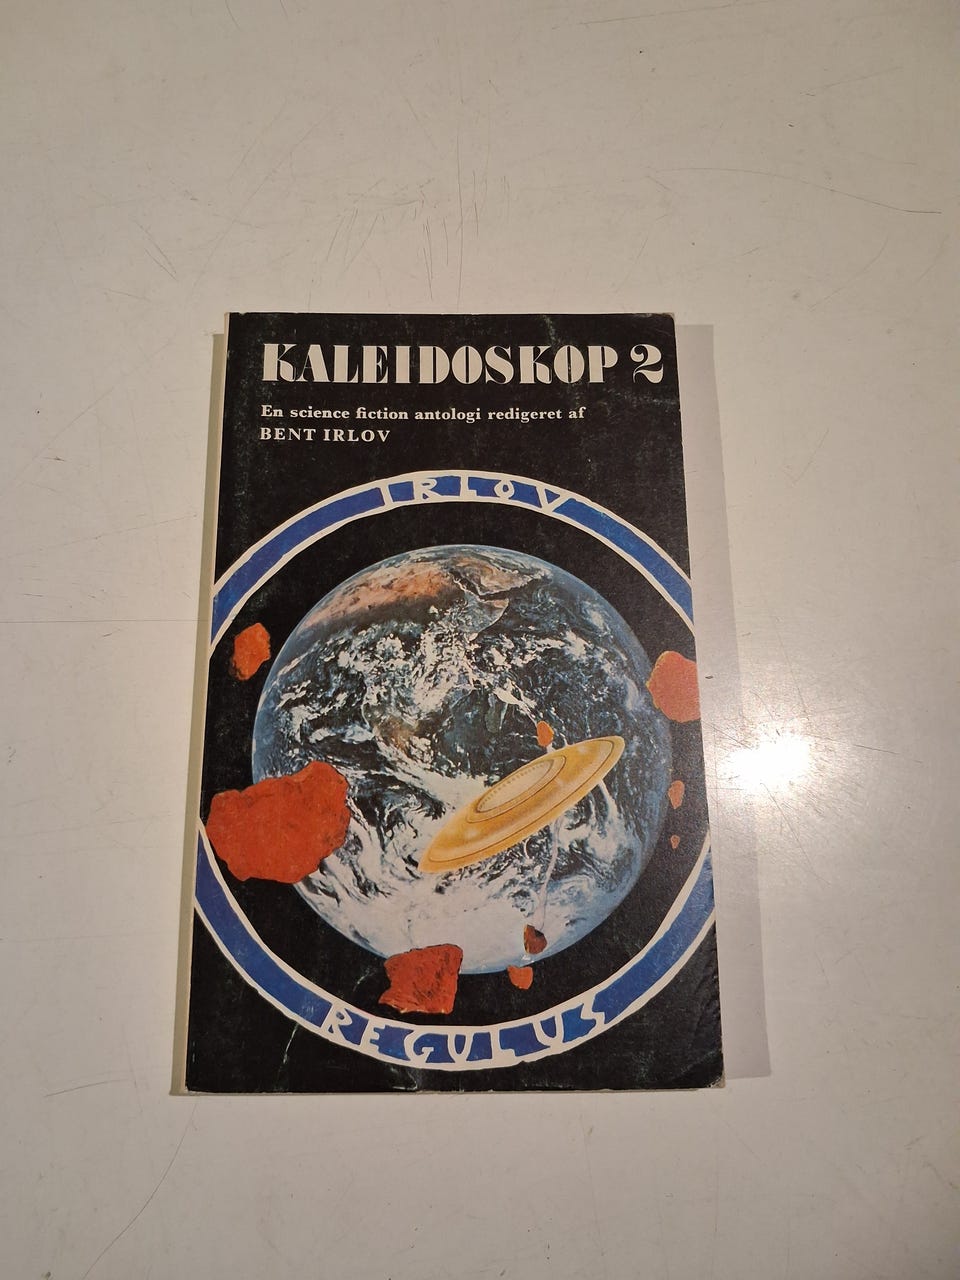 KALEIDOSKOP 2
En science fiction antologi redigeret af
BENT IRLOV
IRLOV
REGULUS